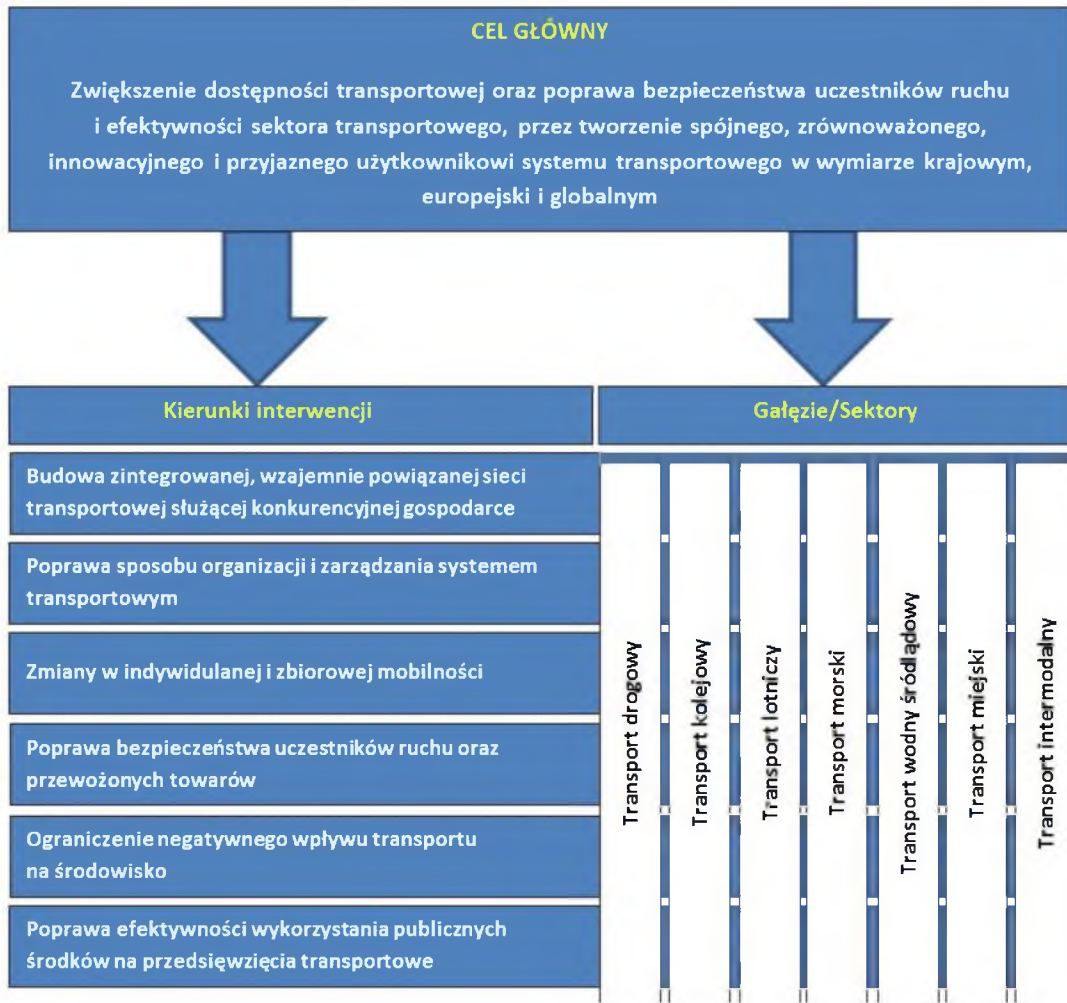 CEL GŁÓWNY
Zwiększenie dostępności transportowej oraz poprawa bezpieczeństwa uczestników ruchu
i efektywności sektora transportowego, przez tworzenie spójnego, zrównoważonego,
innowacyjnego i przyjaznego użytkownikowi systemu transportowego w wymiarze krajowym,
europejski i globalnym
Kierunki interwencji
Gałęzie/Sektory
Budowa zintegrowanej, wzajemnie powiązanej sieci
transportowej służącej konkurencyjnej gospodarce
Poprawa sposobu organizacji i zarządzania systemem
transportowym
Zmiany w indywidulanej i zbiorowej mobilności
Poprawa bezpieczeństwa uczestników ruchu oraz
przewożonych towarów
Ograniczenie negatywnego wpływu transportu
na środowisko
Poprawa efektywności wykorzystania publicznych
środków na przedsięwzięcia transportowe
Transport drogowy
Transport kolejowy
Transport lotniczy
Transport morski
Transport wodny śródlądowy
Transport miejski
Transport intermodalny